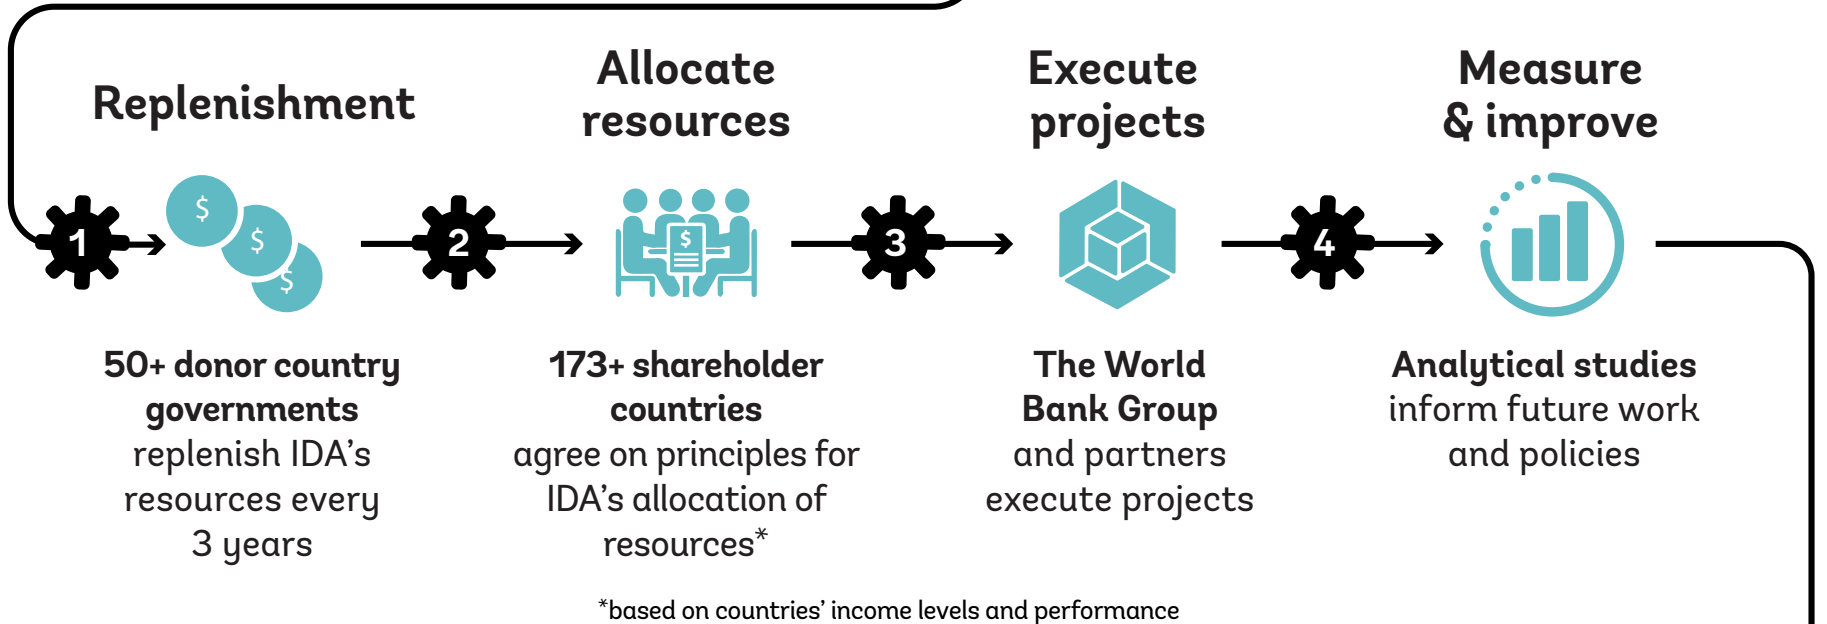 Replenishment
1
$
$
$
50+ donor country
governments
replenish IDA's
resources every
3 years
2
Allocate
resources
$
173+ shareholder
countries
agree on principles for
IDA's allocation of
resources*
3
Execute
projects
The World
Bank Group
and partners
execute projects
4
Measure
& improve
Analytical studies
inform future work
and policies
*based on countries' income levels and performance